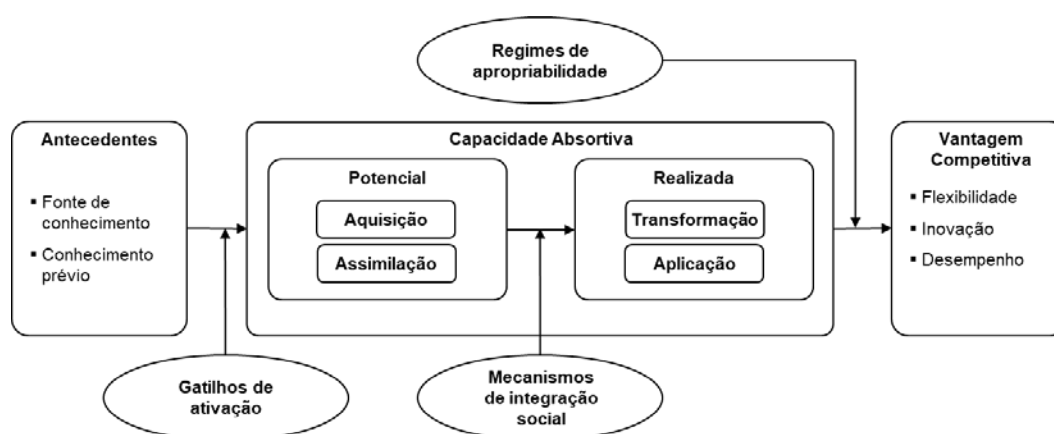 Regimes de
apropriabilidade
Antecedentes
▪ Fonte de
conhecimento
▪ Conhecimento
prévio
Capacidade Absortiva
Potencial
Aquisição
Assimilação
Realizada
Transformação
Aplicação
Vantagem
Competitiva
▪ Flexibilidade
▪ Inovação
▪ Desempenho
Gatilhos de
ativação
Mecanismos
de integração
social